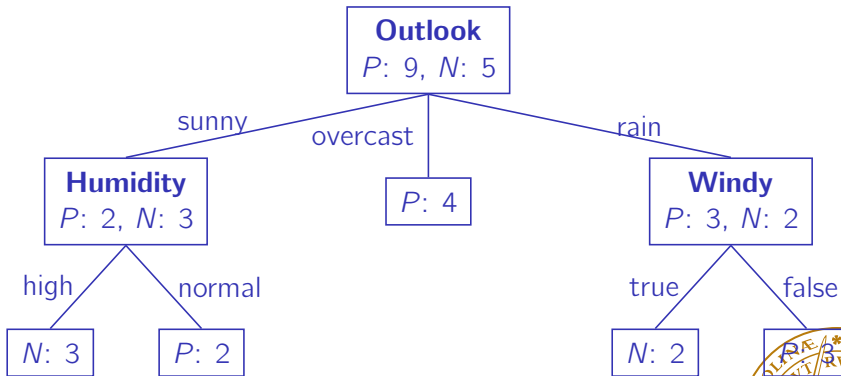 Outlook
P: 9, N: 5
sunny
overcast
rain
Humidity
P: 2, N: 3
P: 4
Windy
P: 3, N: 2
high
normal
true
false
N: 3
P: 2
N: 2
P: 3